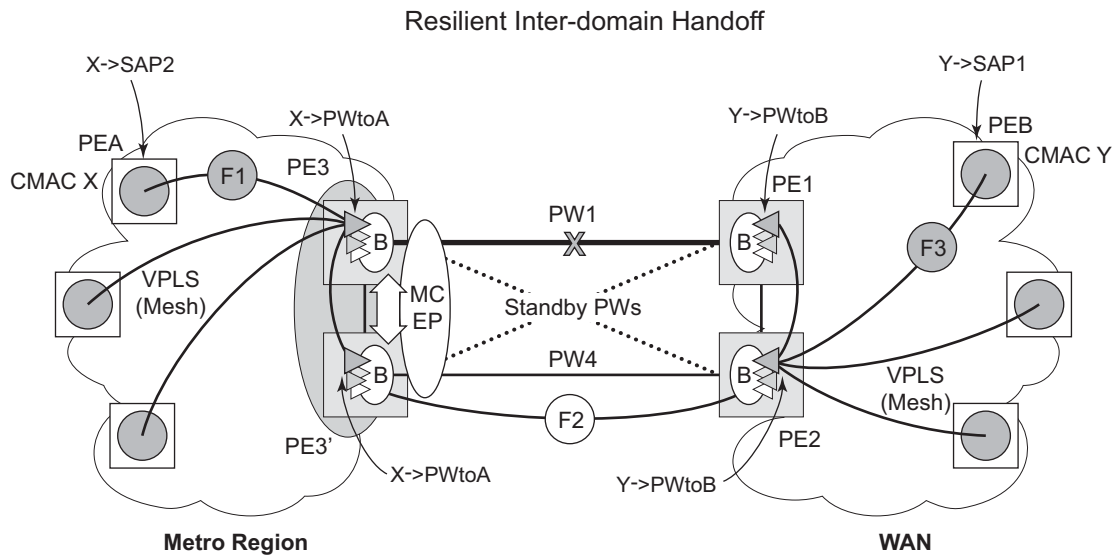 Resilient Inter-domain Handoff
X->SAP2
Y->SAP1
X->PWtoA
Y->PWtoB
PEA
PEB
CMAC X
F1
PE3
PE1
CMAC Y
PW1
B
B
F3
VPLS
(Mesh)
MC
EP
Standby PWs
PW4
B
B
VPLS
(Mesh)
F2
PE3'
PE2
X->PWtoA
Y->PWtoB
Metro Region
WAN